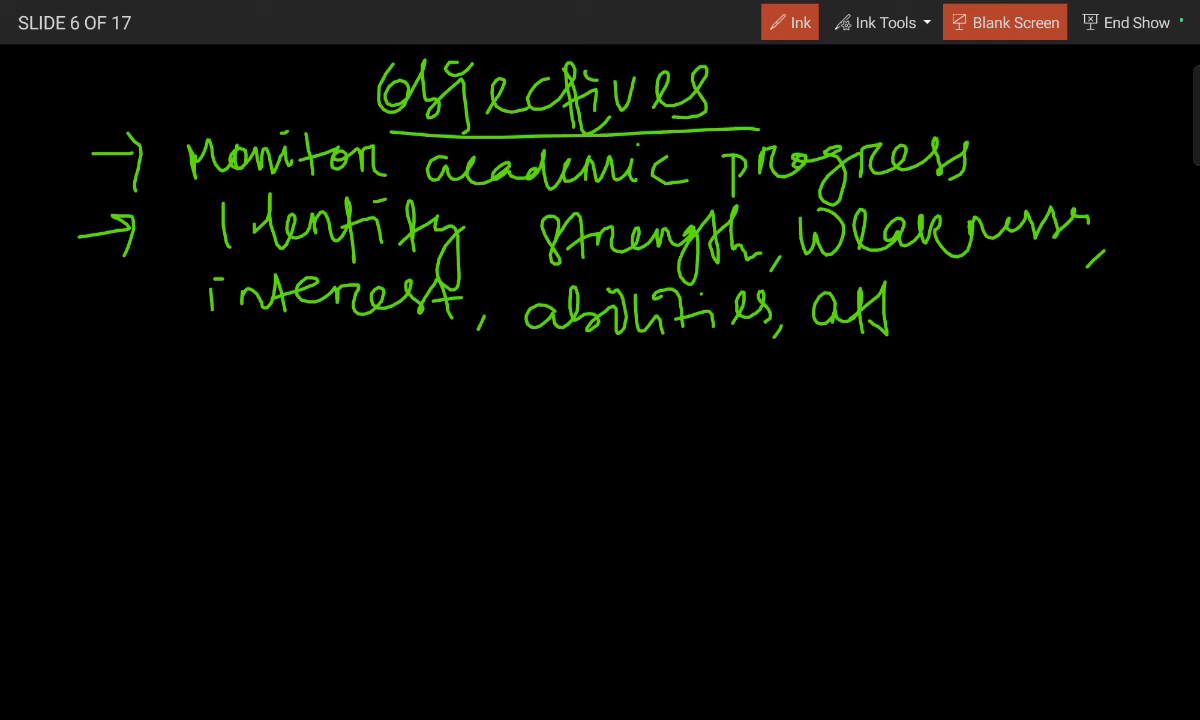 SLIDE 6 OF 17
Ink
Ink Tools
Blank Screen
End Show
Objectives
→ Monitor academic progress
→ Identify strength, weakness,
interest, abilities,